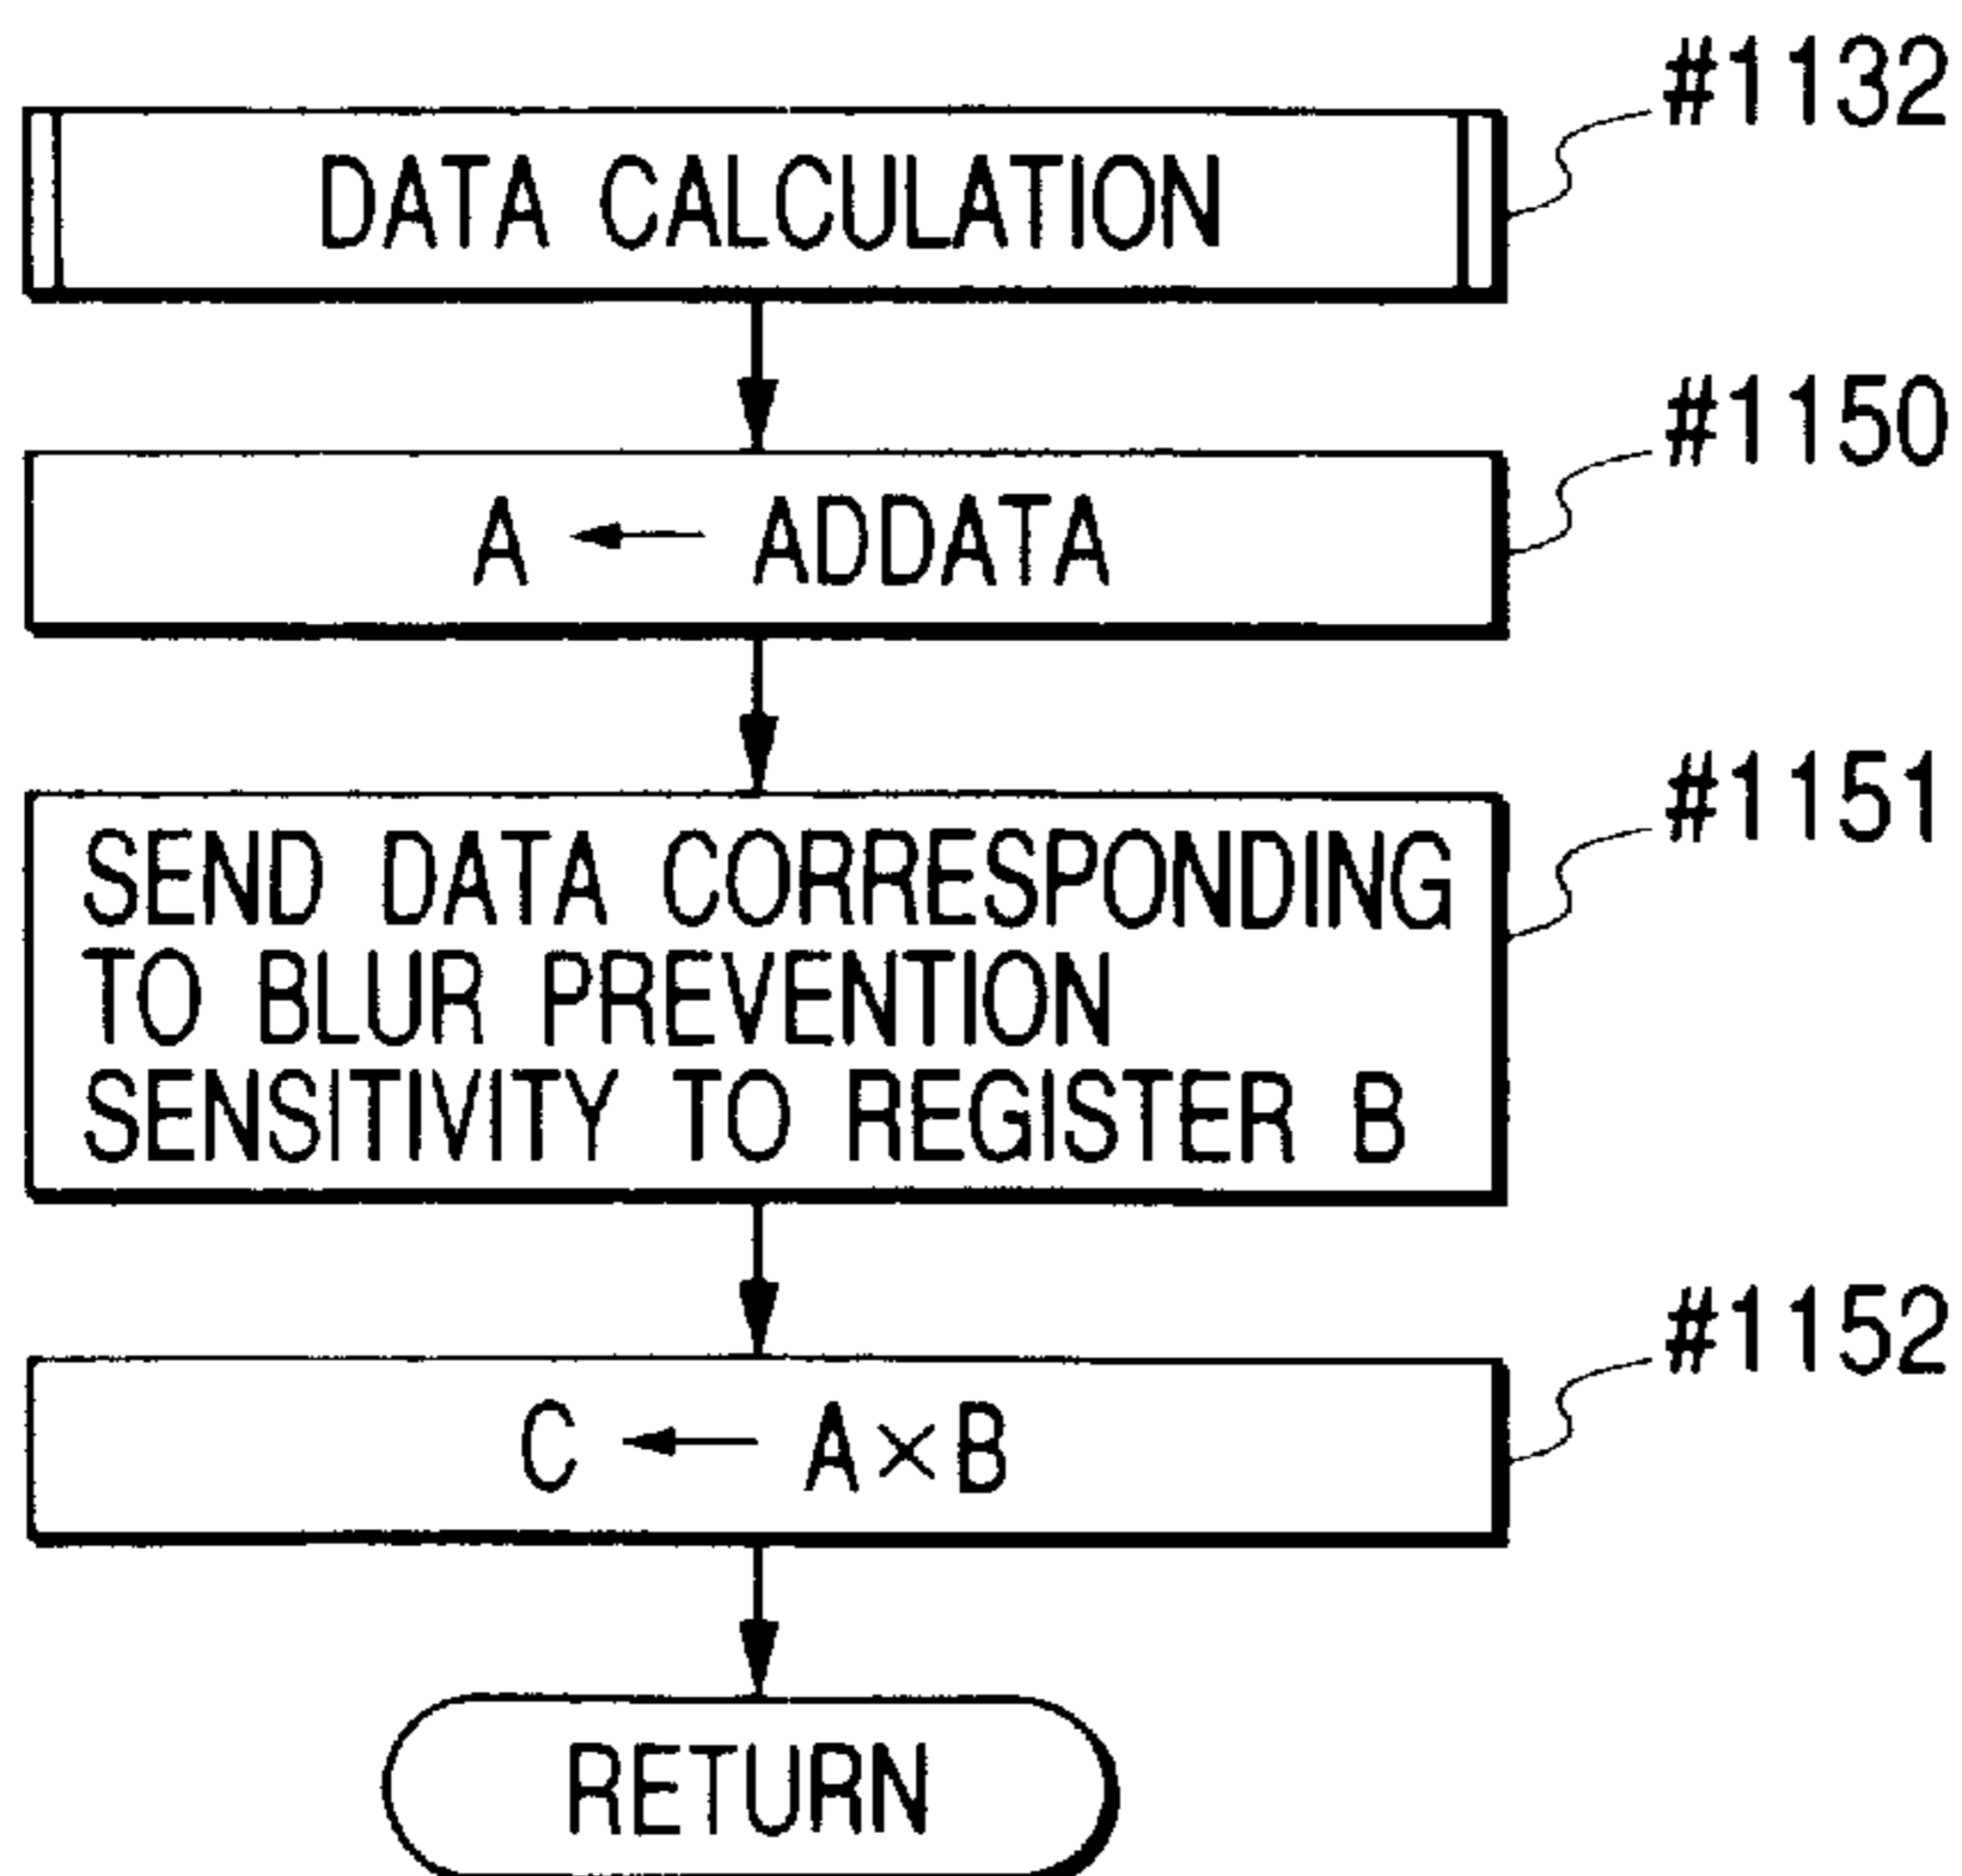 #1132
DATA CALCULATION
#1150
A ← ADDATA
#1151
SEND DATA CORRESPONDING
TO BLUR PREVENTION
SENSITIVITY TO REGISTER B
#1152
C ← A×B
RETURN